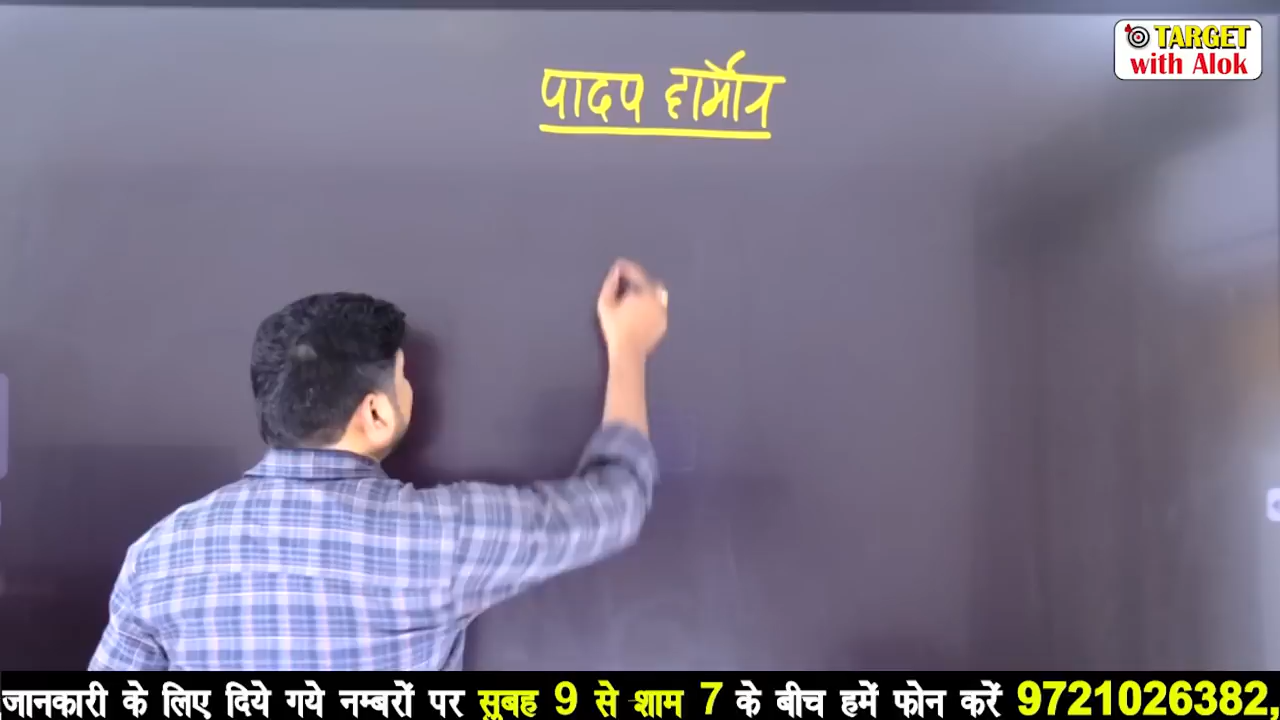 TARGET
with Alok
पादप हार्मोन
जानकारी के लिए दिये गये नम्बरों पर सुबह 9 से शाम 7 के बीच हमें फोन करें 9721026382,